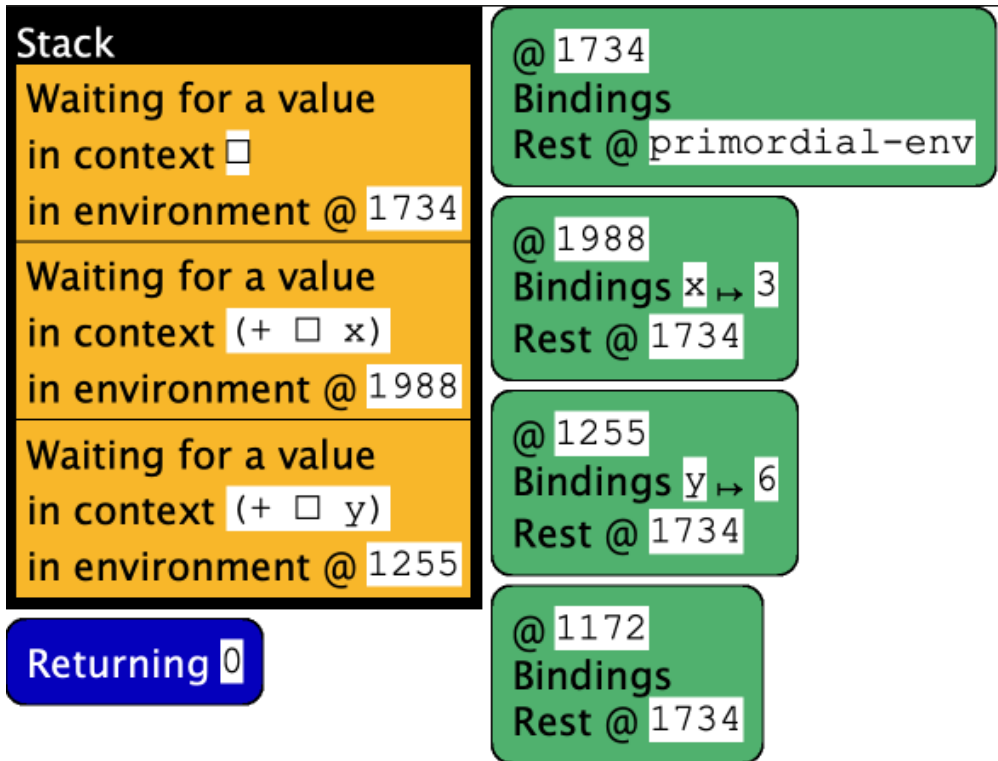 Stack
Waiting for a value
in context □
in environment @ 1734
Waiting for a value
in context (+ □ x)
in environment @ 1988
Waiting for a value
in context (+ □ y)
in environment @ 1255
Returning 0
@ 1734
Bindings
Rest @ primordial-env
@ 1988
Bindings x ↦ 3
Rest @ 1734
@ 1255
Bindings y ↦ 6
Rest @ 1734
@ 1172
Bindings
Rest @ 1734